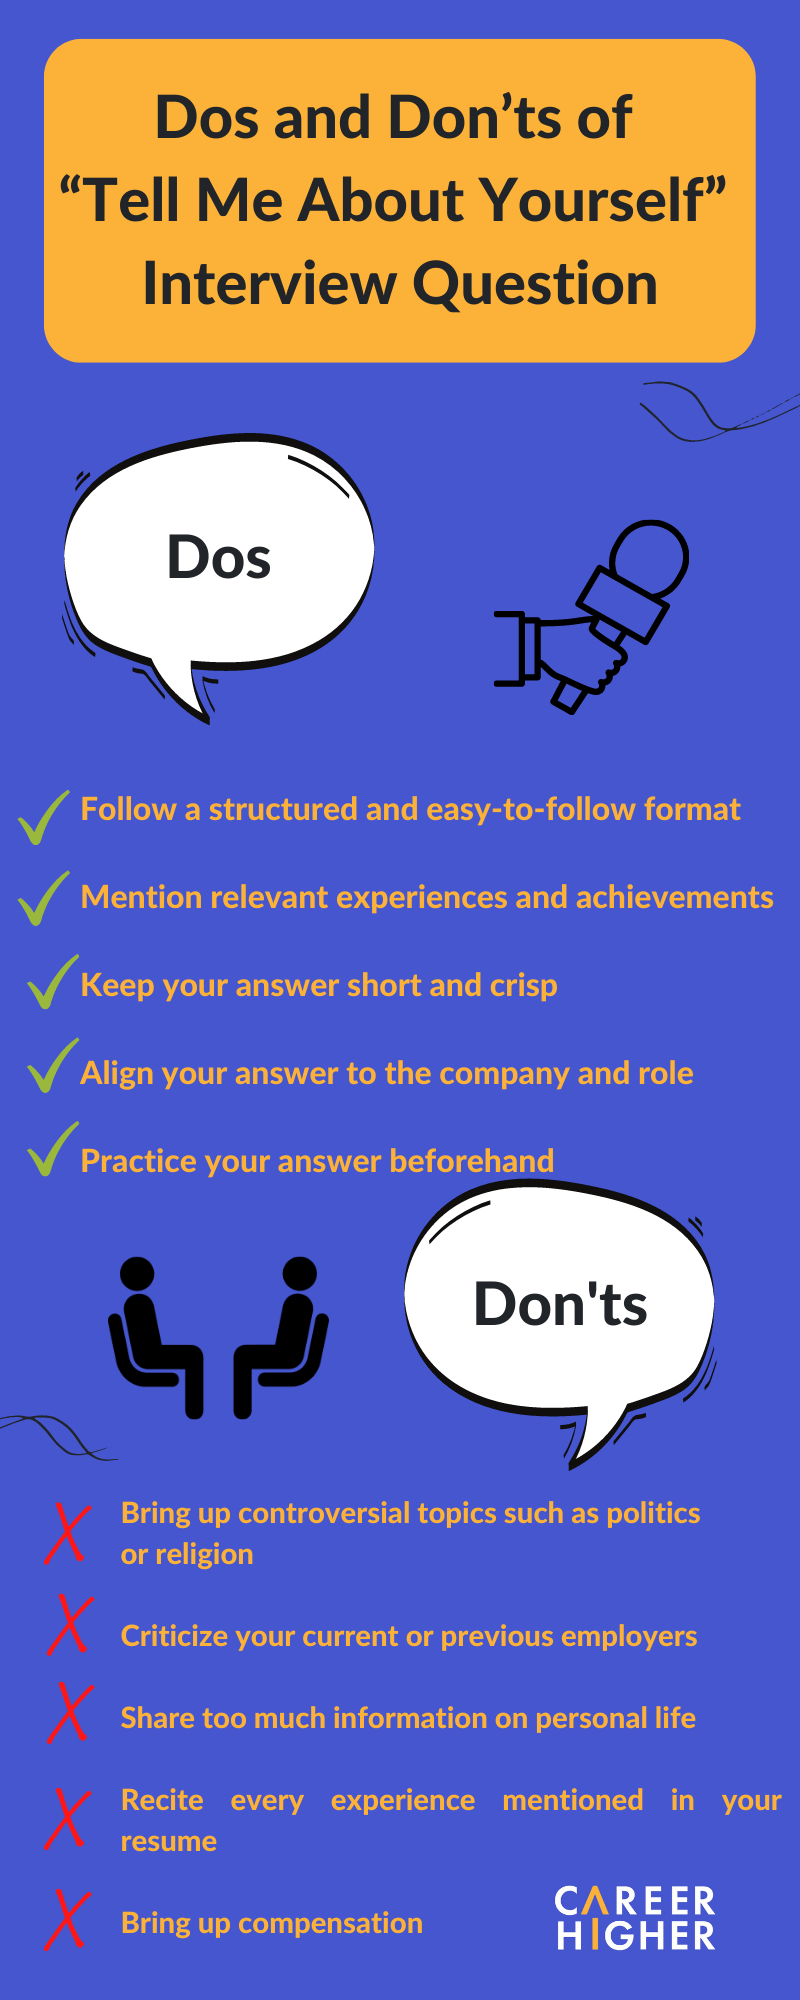 Dos and Don’ts of
“Tell Me About Yourself”
Interview Question
Dos
Follow a structured and easy-to-follow format
Mention relevant experiences and achievements
Keep your answer short and crisp
Align your answer to the company and role
Practice your answer beforehand
Don'ts
Bring up controversial topics such as politics
or religion
Criticize your current or previous employers
Share too much information on personal life
Recite every experience mentioned in your
resume
Bring up compensation
CAREER
HIGHER